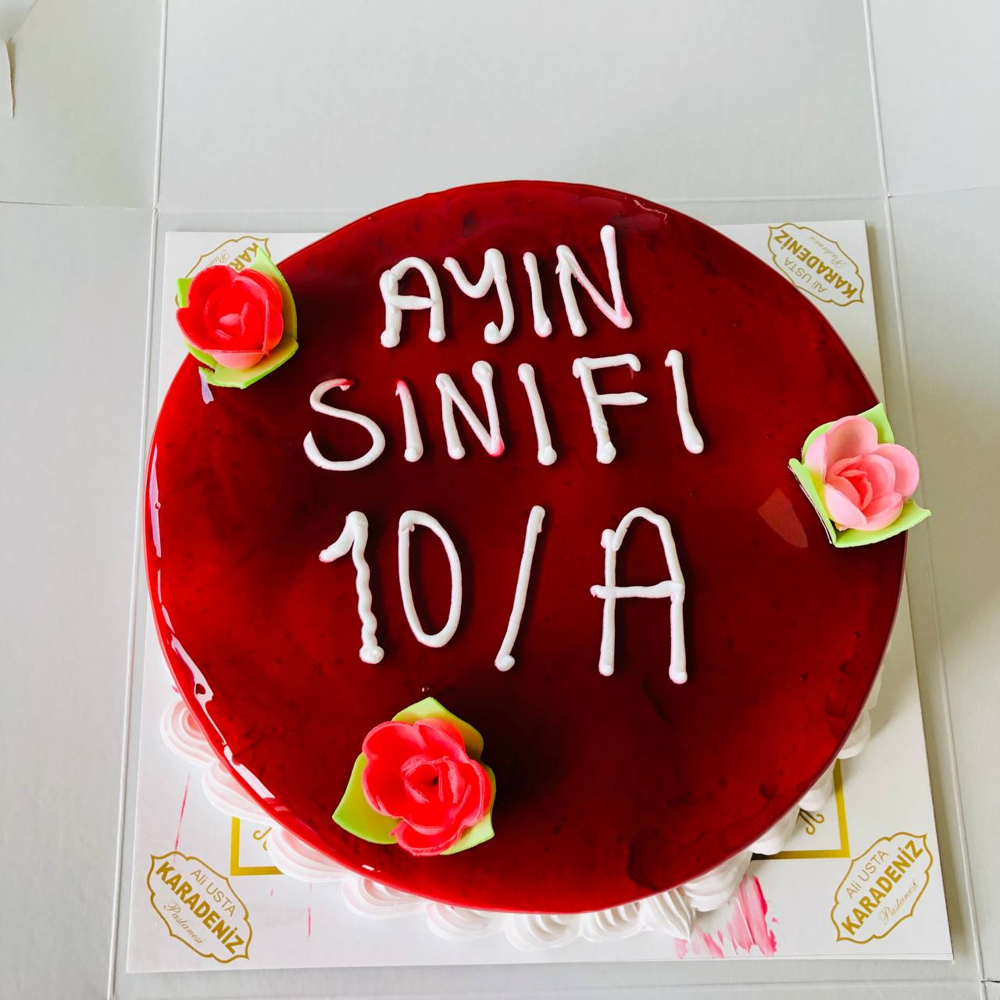 AYIN
SINIFI
10/A
Ali USTA
KARADENİZ
Pastanesi
Ali USTA
KARADENİZ
Pastanesi
Ali USTA
KARADENİZ
Pastanesi